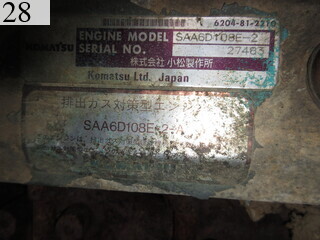 28
6204-81-2210
KOMATSU
ENGINE MODEL SAA6D108E-2-A
SERIAL NO. 27463
株式会社 小松製作所
Komatsu Ltd. Japan
排出ガス対策型エンジン
SAA6D108E-2-A